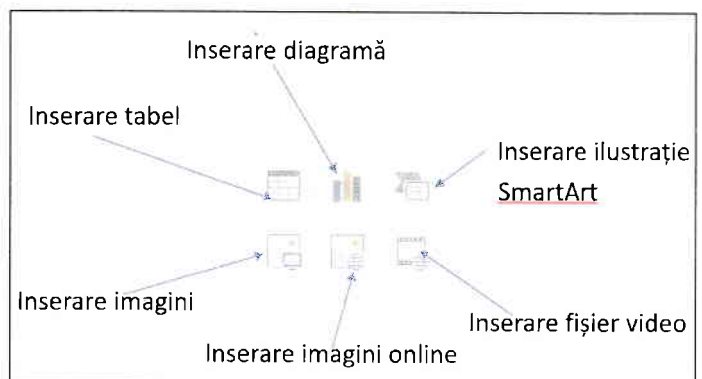 Inserare diagramă
Inserare tabel
Inserare ilustrație
SmartArt
Inserare imagini
Inserare fișier video
Inserare imagini online